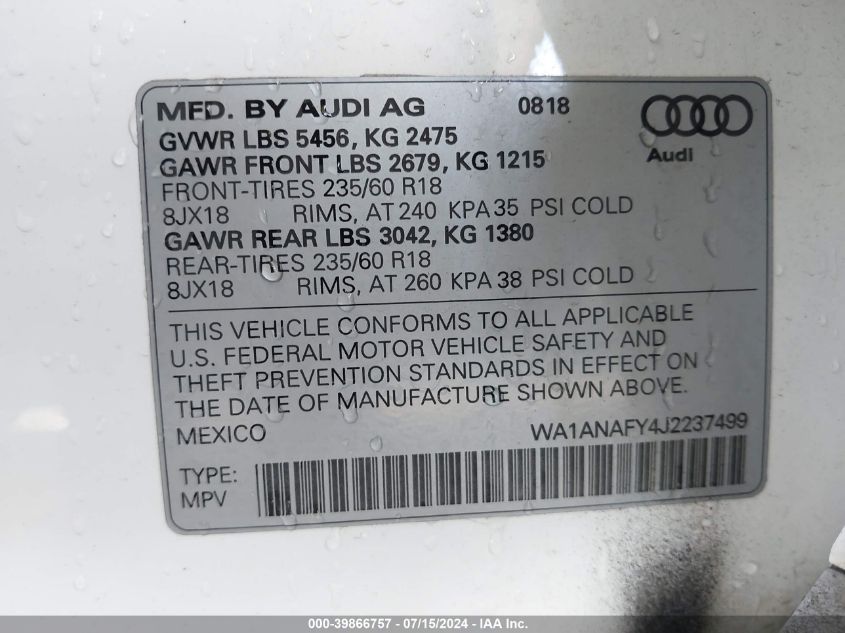 MFD. BY AUDI AG 0818
Audi
GVWR LBS 5456, KG 2475
GAWR FRONT LBS 2679, KG 1215
FRONT-TIRES 235/60 R18
8JX18 RIMS, AT 240 KPA 35 PSI COLD
GAWR REAR LBS 3042, KG 1380
REAR-TIRES 235/60 R18
8JX18 RIMS, AT 260 KPA 38 PSI COLD
THIS VEHICLE CONFORMS TO ALL APPLICABLE
U.S. FEDERAL MOTOR VEHICLE SAFETY AND
THEFT PREVENTION STANDARDS IN EFFECT ON
THE DATE OF MANUFACTURE SHOWN ABOVE.
MEXICO WA1ANAFY4J2237499
TYPE:
MPV
000-39866757 - 07/15/2024 - IAA Inc.